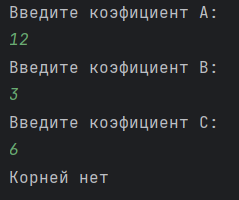 Введите коэфициент A:
12
Введите коэфициент B:
3
Введите коэфициент C:
6
Корней нет